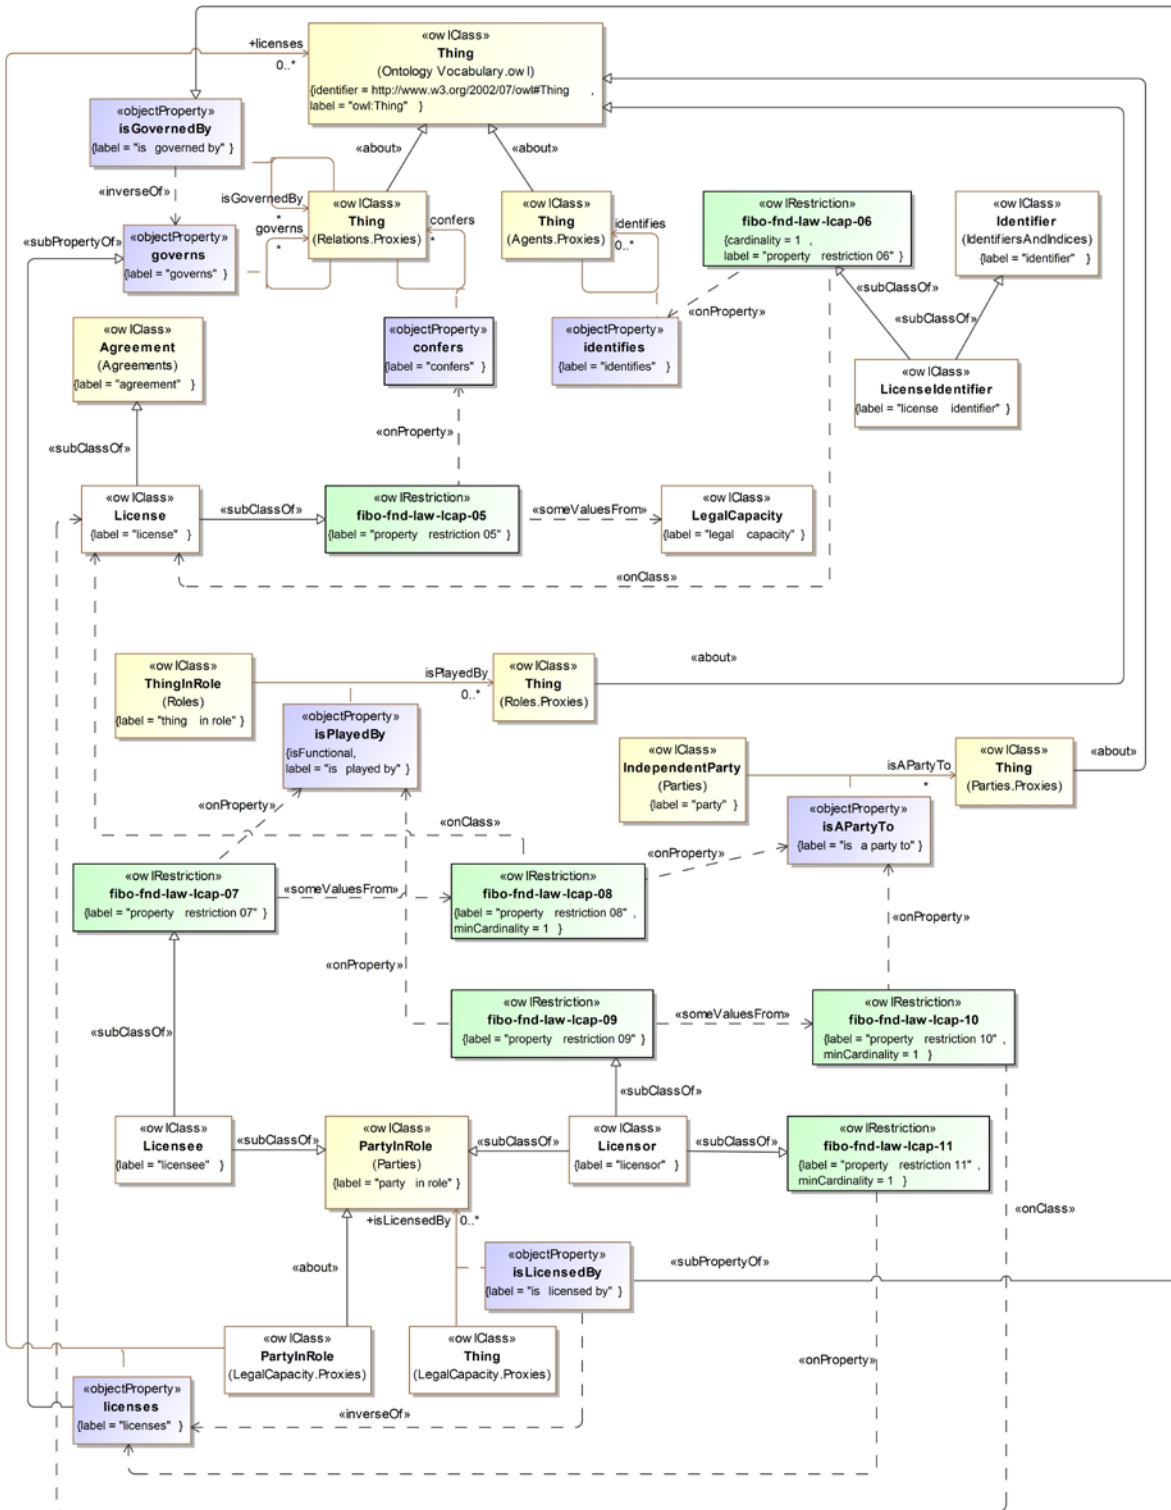 +licenses
0..*
«owlClass»
Thing
(Ontology Vocabulary.owl)
{identifier = http://www.w3.org/2002/07/owl#Thing ,
label = "owl:Thing" }
«objectProperty»
isGovernedBy
{label = "is governed by" }
«about»
«about»
«inverseOf»
isGovernedBy
*
governs
*
«owlClass»
Thing
(Relations.Proxies)
confers
*
«owlClass»
Thing
(Agents.Proxies)
identifies
0..*
«owlRestriction»
fibo-fnd-law-lcap-06
{cardinality = 1 ,
label = "property restriction 06" }
«owlClass»
Identifier
(IdentifiersAndIndices)
{label = "identifier" }
«subPropertyOf»
«objectProperty»
governs
{label = "governs" }
«subClassOf»
«subClassOf»
«onProperty»
«owlClass»
Agreement
(Agreements)
{label = "agreement" }
«objectProperty»
confers
{label = "confers" }
«objectProperty»
identifies
{label = "identifies" }
«owlClass»
LicenseIdentifier
{label = "license identifier" }
«subClassOf»
«onProperty»
«owlClass»
License
{label = "license" }
«subClassOf»
«owlRestriction»
fibo-fnd-law-lcap-05
{label = "property restriction 05" }
«someValuesFrom»
«owlClass»
LegalCapacity
{label = "legal capacity" }
«onClass»
«owlClass»
ThingInRole
(Roles)
{label = "thing in role" }
isPlayedBy
0..*
«owlClass»
Thing
(Roles.Proxies)
«about»
«objectProperty»
isPlayedBy
{isFunctional,
label = "is played by" }
«owlClass»
IndependentParty
(Parties)
{label = "party" }
isAPartyTo
*
«owlClass»
Thing
(Parties.Proxies)
«about»
«onProperty»
«onClass»
«objectProperty»
isAPartyTo
{label = "is a party to" }
«onProperty»
«owlRestriction»
fibo-fnd-law-lcap-07
{label = "property restriction 07" }
«someValuesFrom»
«owlRestriction»
fibo-fnd-law-lcap-08
{label = "property restriction 08" ,
minCardinality = 1 }
«onProperty»
«onProperty»
«subClassOf»
«owlRestriction»
fibo-fnd-law-lcap-09
{label = "property restriction 09" }
«someValuesFrom»
«owlRestriction»
fibo-fnd-law-lcap-10
{label = "property restriction 10" ,
minCardinality = 1 }
«subClassOf»
«owlClass»
Licensee
{label = "licensee" }
«subClassOf»
«owlClass»
PartyInRole
(Parties)
{label = "party in role" }
«subClassOf»
«owlClass»
Licensor
{label = "licensor" }
«subClassOf»
«owlRestriction»
fibo-fnd-law-lcap-11
{label = "property restriction 11" ,
minCardinality = 1 }
«onClass»
+isLicensedBy 0..*
«about»
«objectProperty»
isLicensedBy
{label = "is licensed by" }
«subPropertyOf»
«owlClass»
PartyInRole
(LegalCapacity.Proxies)
«owlClass»
Thing
(LegalCapacity.Proxies)
«onProperty»
«objectProperty»
licenses
{label = "licenses" }
«inverseOf»